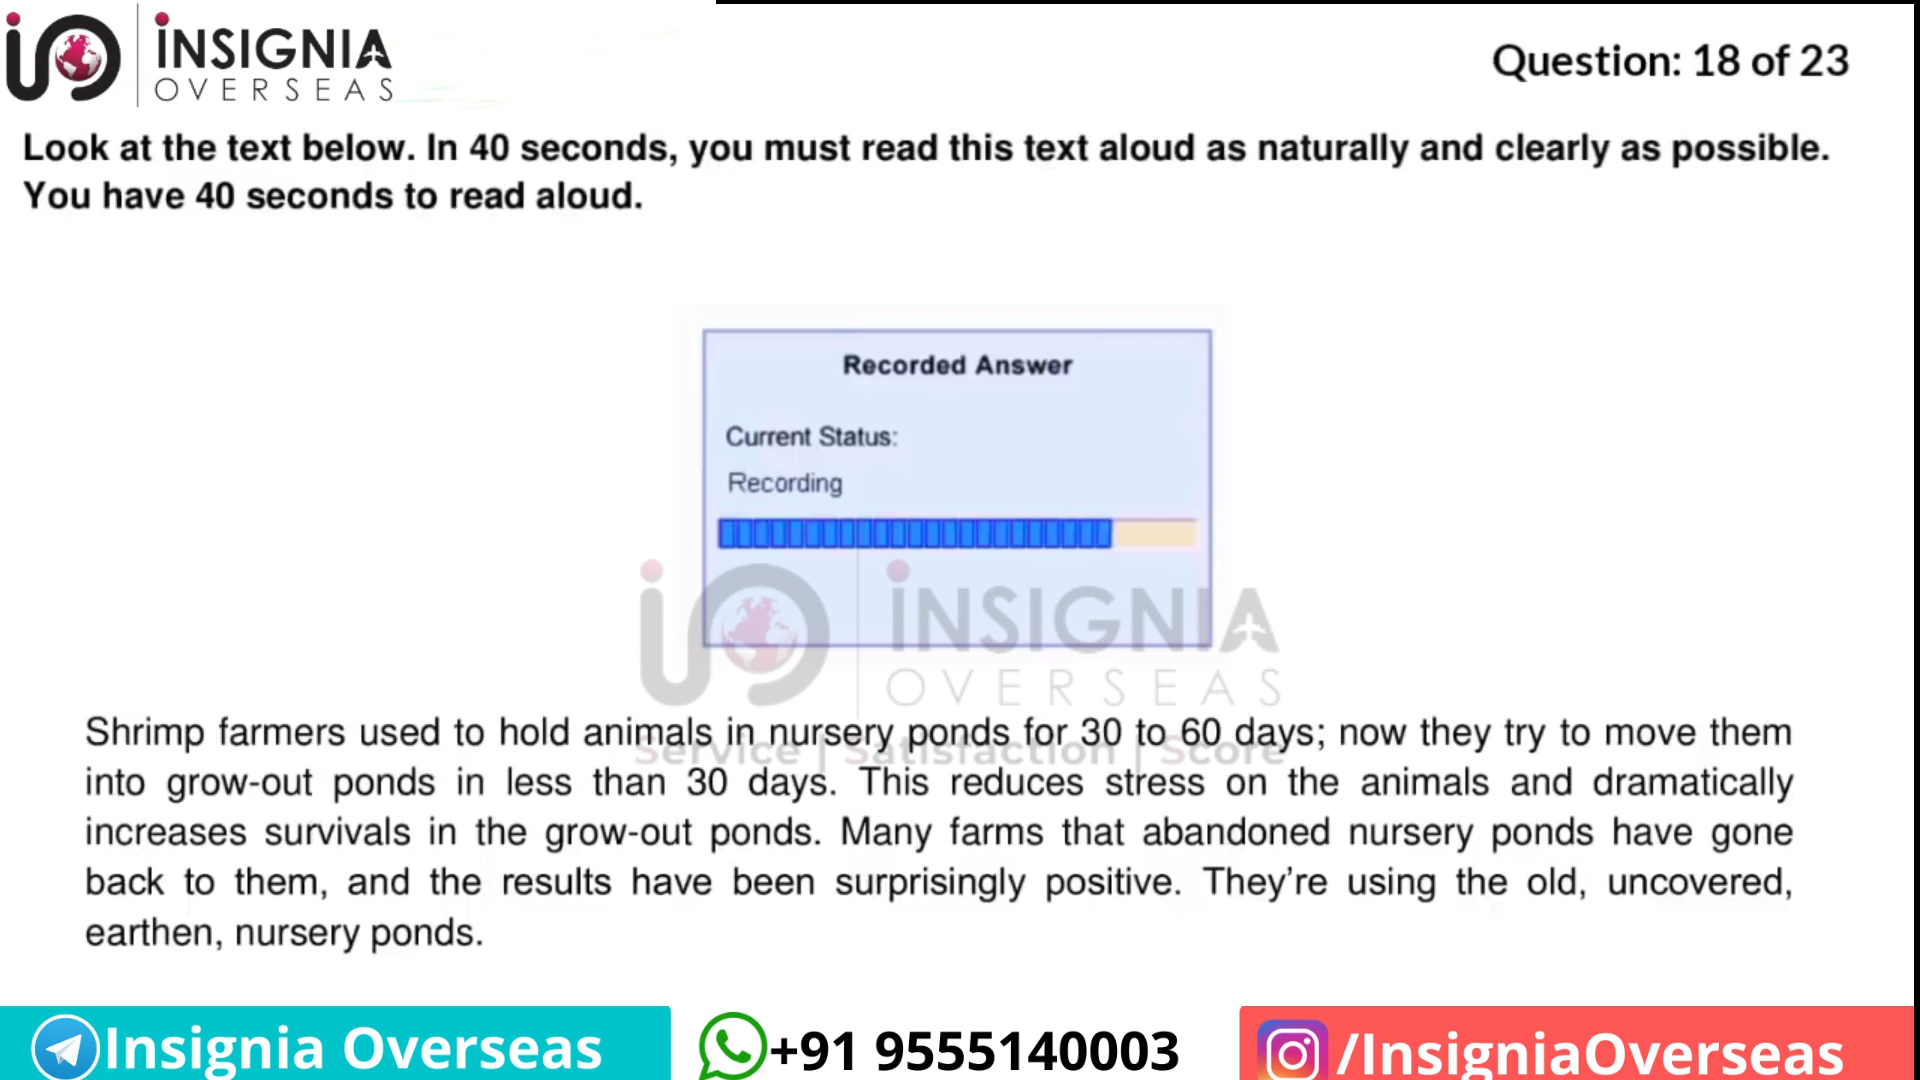 INSIGNIA
OVERSEAS
Question: 18 of 23
Look at the text below. In 40 seconds, you must read this text aloud as naturally and clearly as possible.
You have 40 seconds to read aloud.
Recorded Answer
Current Status:
Recording
INSIGNIA
OVERSEAS
Service | Satisfaction | Score
Shrimp farmers used to hold animals in nursery ponds for 30 to 60 days; now they try to move them
into grow-out ponds in less than 30 days. This reduces stress on the animals and dramatically
increases survivals in the grow-out ponds. Many farms that abandoned nursery ponds have gone
back to them, and the results have been surprisingly positive. They’re using the old, uncovered,
earthen, nursery ponds.
Insignia Overseas
+91 9555140003
/InsigniaOverseas